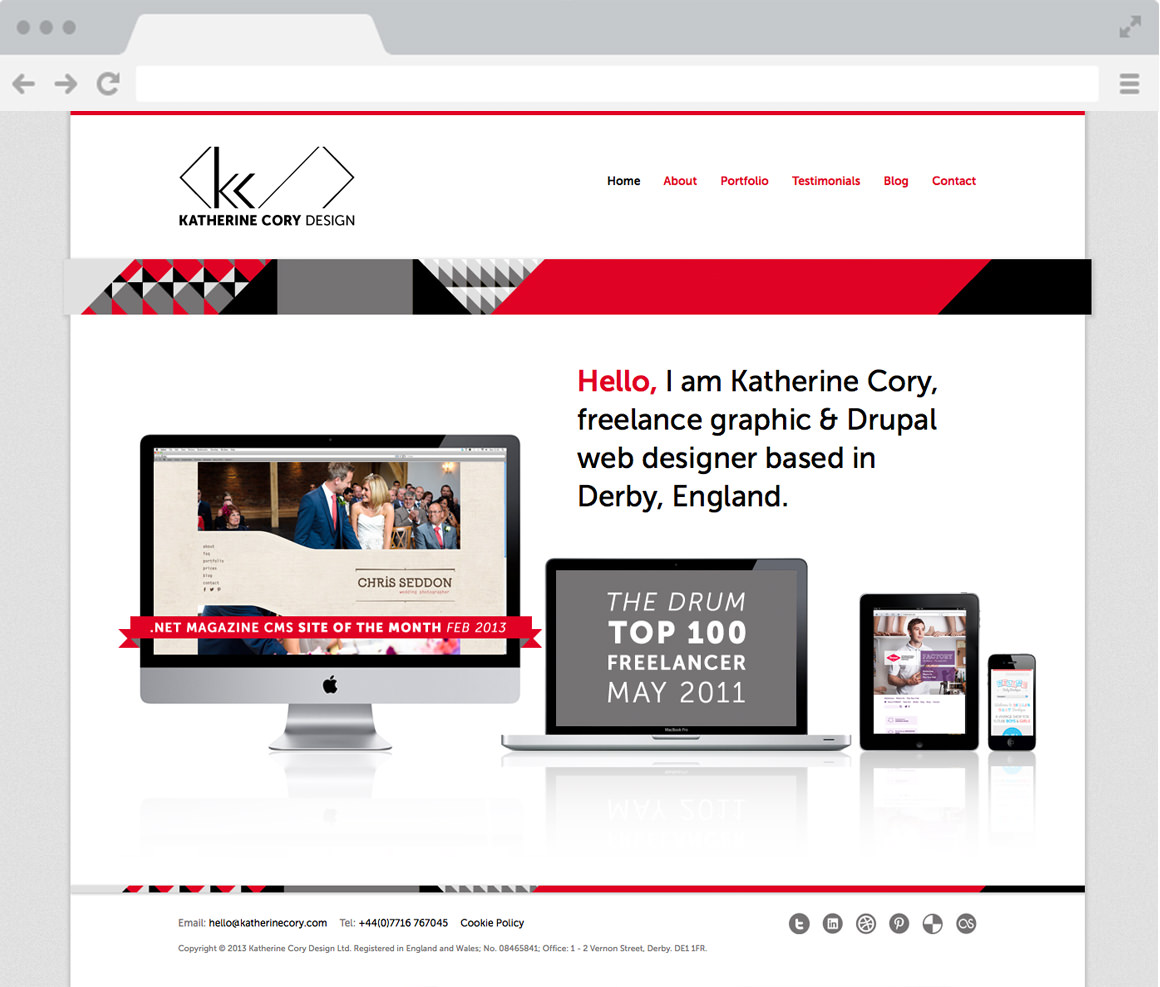 KATHERINE CORY DESIGN
Home About Portfolio Testimonials Blog Contact
Hello, I am Katherine Cory,
freelance graphic & Drupal
web designer based in
Derby, England.
about
faq
portfolio
prices
blog
contact
CHRiS SEDDON
wedding photographer
.NET MAGAZINE CMS SITE OF THE MONTH FEB 2013
THE DRUM
TOP 100
FREELANCER
MAY 2011
MacBook Pro
FACTORY
Email: hello@katherinecory.com Tel: +44(0)7716 767045 Cookie Policy
Copyright © 2013 Katherine Cory Design Ltd. Registered in England and Wales; No. 08465841; Office: 1 - 2 Vernon Street, Derby. DE1 1FR.